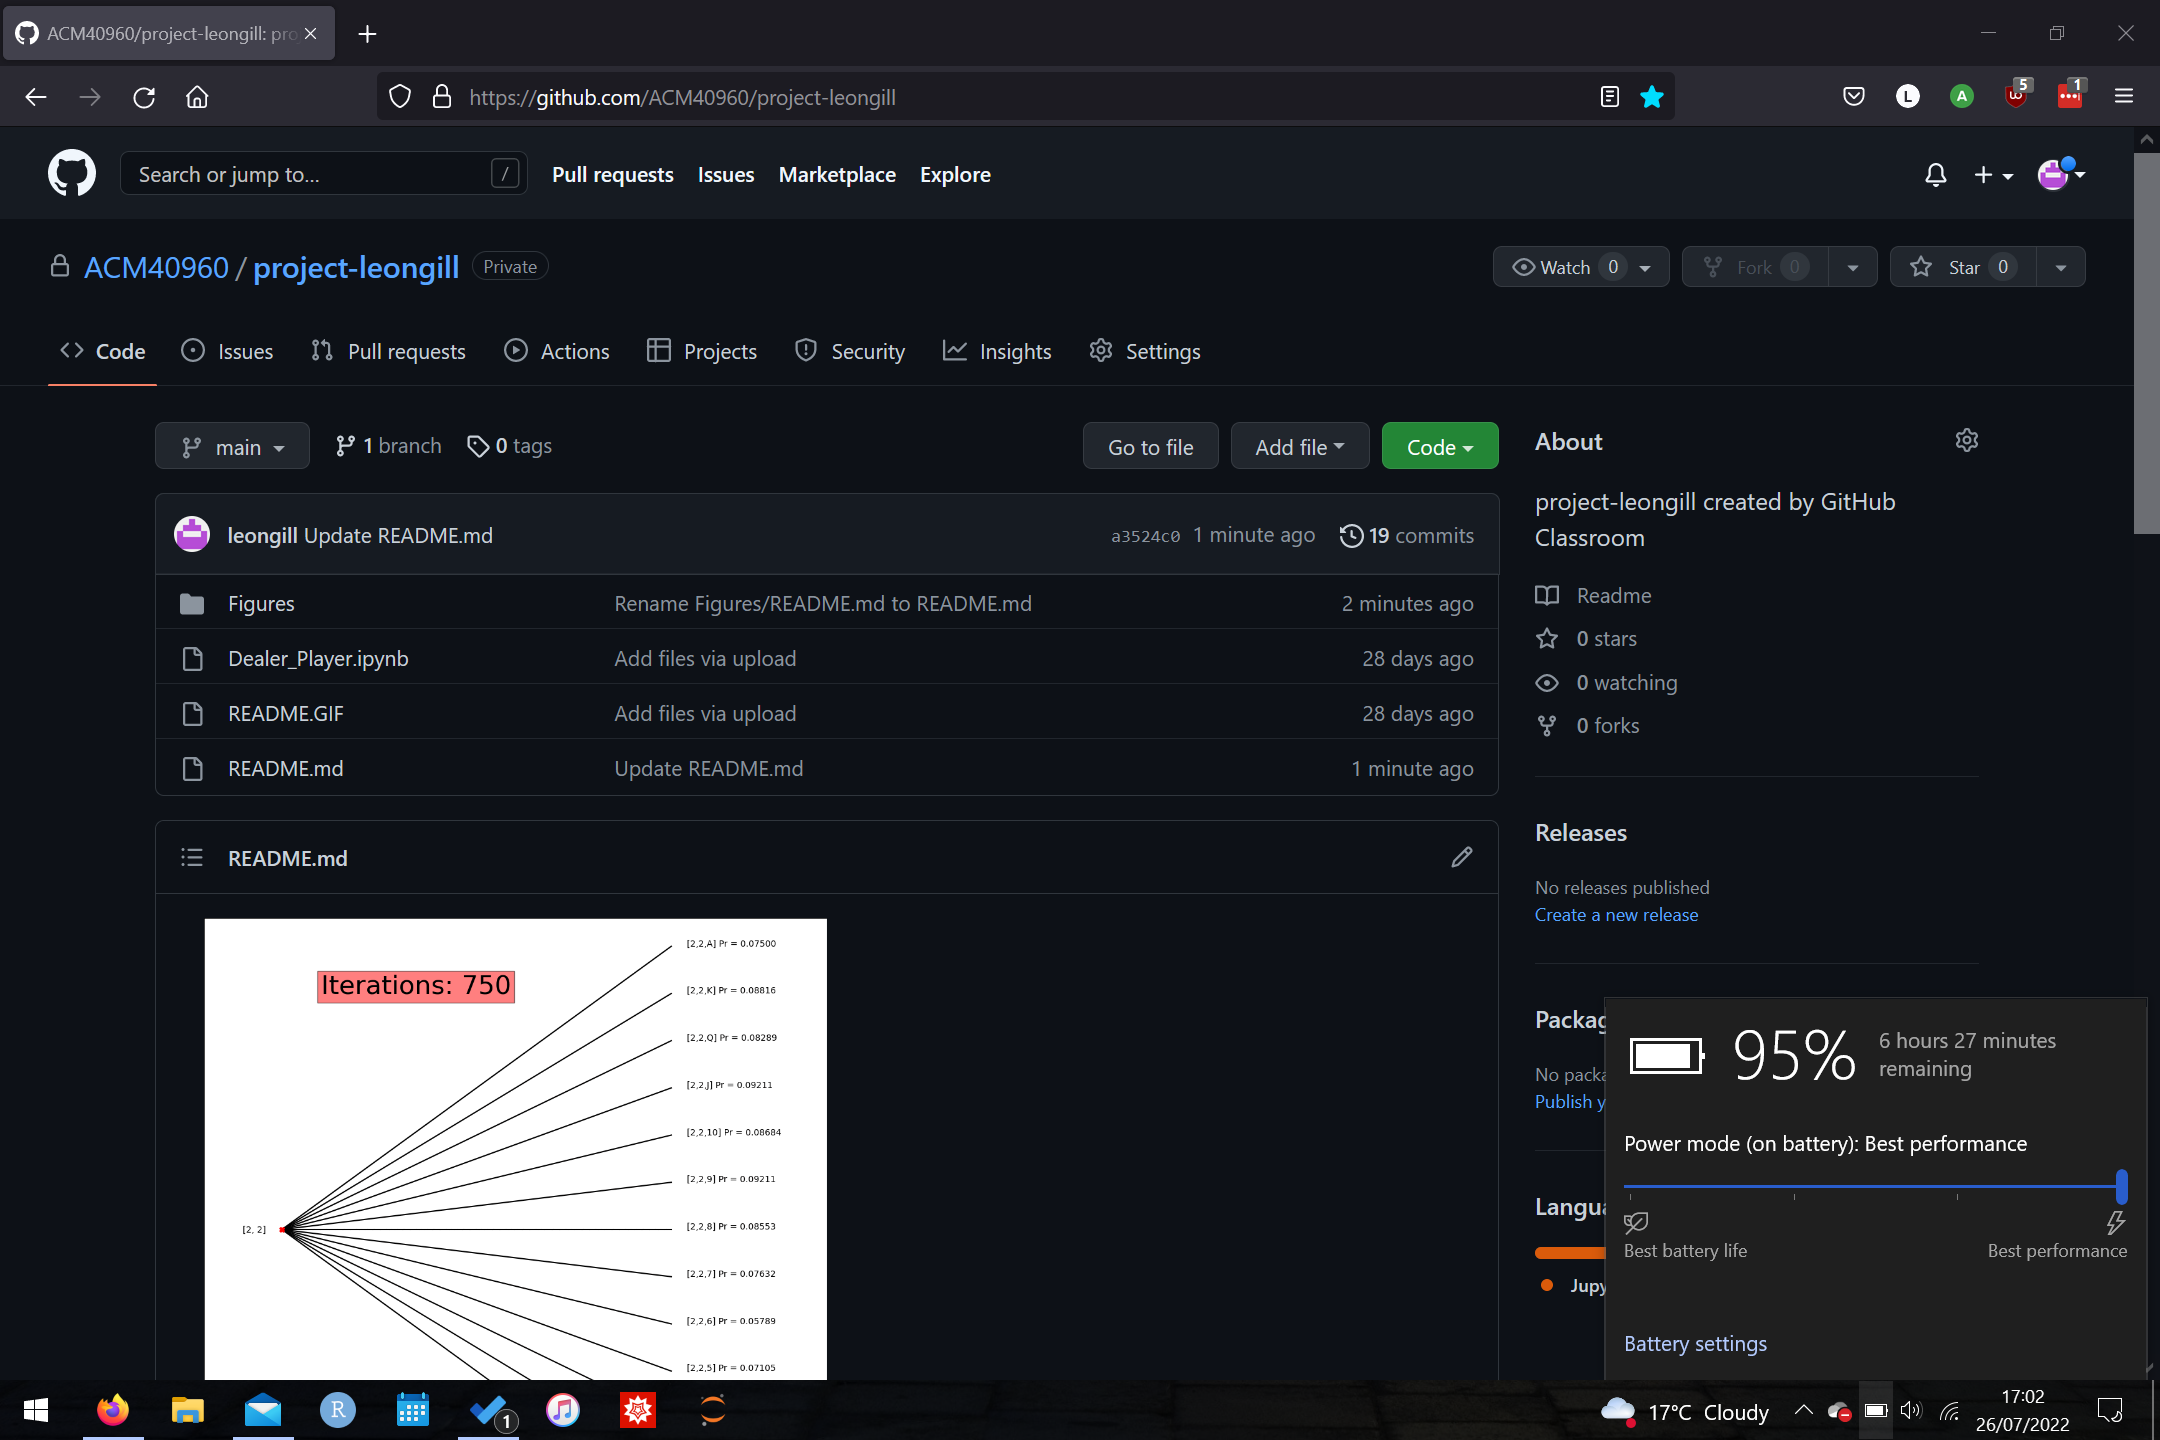 ACM40960/project-leongill: pro
https://github.com/ACM40960/project-leongill
L
A
5
1
Search or jump to... /
Pull requests Issues Marketplace Explore
ACM40960 / project-leongill Private
Watch 0 Fork 0 Star 0
Code Issues Pull requests Actions Projects Security Insights Settings
main 1 branch 0 tags Go to file Add file Code
leongill Update README.md a3524c0 1 minute ago 19 commits
Figures Rename Figures/README.md to README.md 2 minutes ago
Dealer_Player.ipynb Add files via upload 28 days ago
README.GIF Add files via upload 28 days ago
README.md Update README.md 1 minute ago
README.md
Iterations: 750
[2,2,A] Pr = 0.07500
[2,2,K] Pr = 0.08816
[2,2,Q] Pr = 0.08289
[2,2,J] Pr = 0.09211
[2,2,10] Pr = 0.08684
[2,2,9] Pr = 0.09211
[2, 2]
[2,2,8] Pr = 0.08553
[2,2,7] Pr = 0.07632
[2,2,6] Pr = 0.05789
[2,2,5] Pr = 0.07105
About
project-leongill created by GitHub
Classroom
Readme
0 stars
0 watching
0 forks
Releases
No releases published
Create a new release
Packag
No packa
Publish y
Langua
Jupy
95% 6 hours 27 minutes
remaining
Power mode (on battery): Best performance
Best battery life Best performance
Battery settings
R
1
17°C Cloudy
17:02
26/07/2022